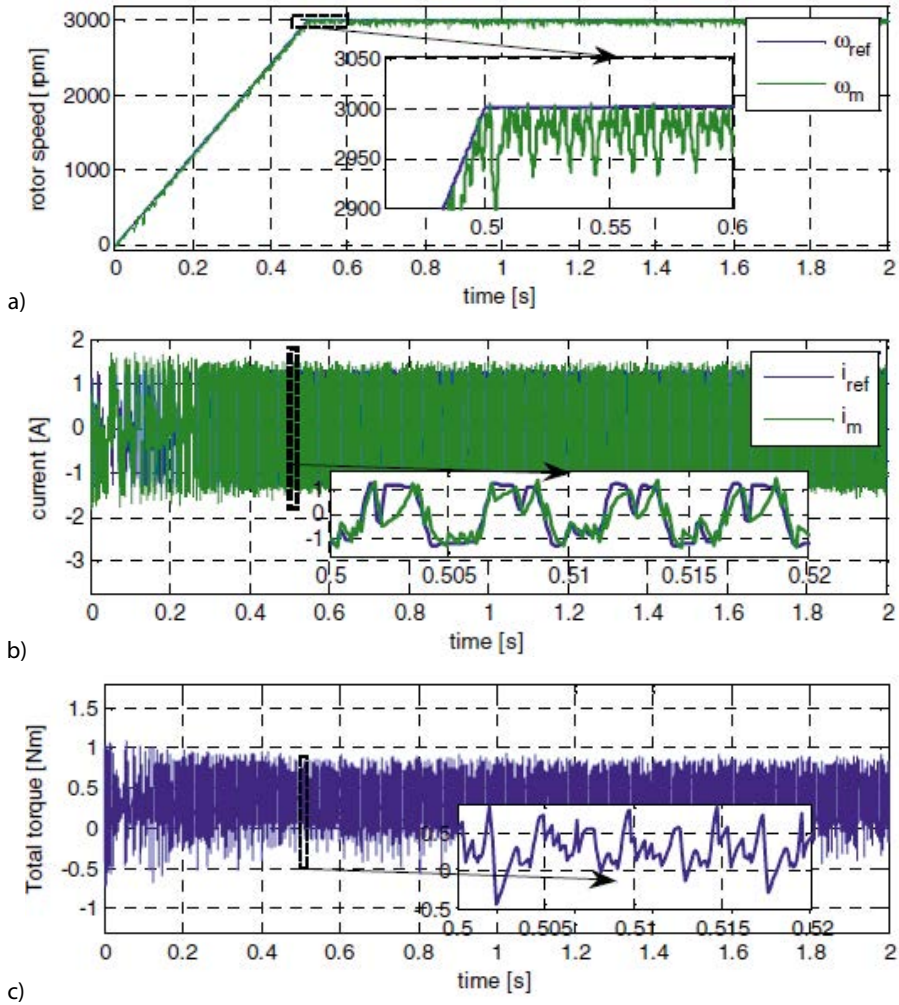 3000
2000
1000
0
rotor speed [rpm]
ω_ref
ω_m
3050
3000
2950
2900
0.5 0.55 0.6
0 0.2 0.4 0.6 0.8 1 1.2 1.4 1.6 1.8 2
time [s]
a)
2
1
0
-1
-2
-3
current [A]
i_ref
i_m
1
0
-1
0.5 0.505 0.51 0.515 0.52
0 0.2 0.4 0.6 0.8 1 1.2 1.4 1.6 1.8 2
time [s]
b)
1.5
1
0.5
0
-0.5
-1
Total torque [Nm]
0.5
0
-0.5
0.5 0.505 0.51 0.515 0.52
0 0.2 0.4 0.6 0.8 1 1.2 1.4 1.6 1.8 2
time [s]
c)